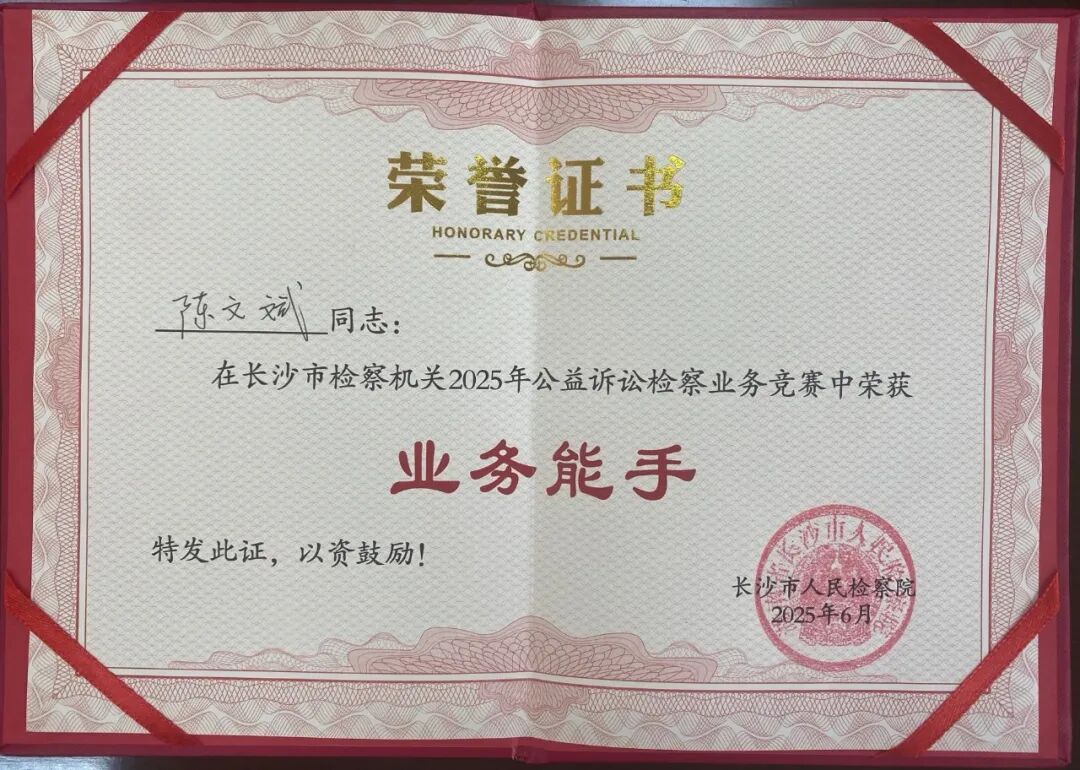 荣誉证书
HONORARY CREDENTIAL
陈文斌 同志：
在长沙市检察机关2025年公益诉讼检察业务竞赛中荣获
业务能手
特发此证，以资鼓励！
长沙市人民检察院
2025年6月